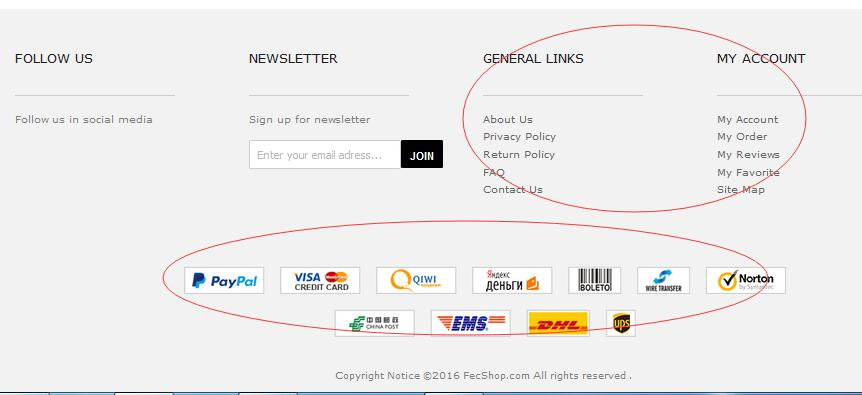 FOLLOW US
Follow us in social media
NEWSLETTER
Sign up for newsletter
Enter your email adress...
JOIN
GENERAL LINKS
About Us
Privacy Policy
Return Policy
FAQ
Contact Us
MY ACCOUNT
My Account
My Order
My Reviews
My Favorite
Site Map
PayPal
VISA MasterCard
CREDIT CARD
QIWI
Яндекс
деньги
BOLETO
WIRE TRANSFER
Norton
by Symantec
中国邮政
CHINA POST
EMS
DHL
UPS
Copyright Notice ©2016 FecShop.com All rights reserved .